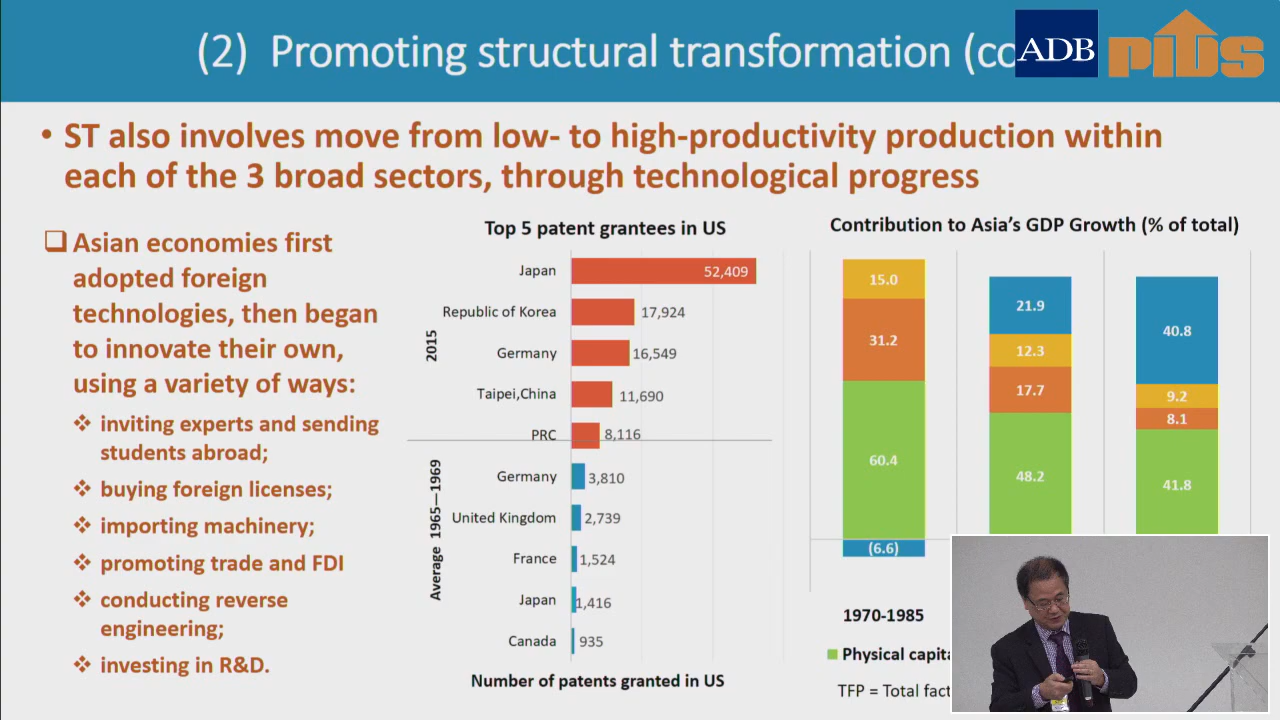 (2) Promoting structural transformation (co
ADB
PIDS
• ST also involves move from low- to high-productivity production within
each of the 3 broad sectors, through technological progress
❑ Asian economies first
adopted foreign
technologies, then began
to innovate their own,
using a variety of ways:
❖ inviting experts and sending
students abroad;
❖ buying foreign licenses;
❖ importing machinery;
❖ promoting trade and FDI
❖ conducting reverse
engineering;
❖ investing in R&D.
Top 5 patent grantees in US
2015
Japan 52,409
Republic of Korea 17,924
Germany 16,549
Taipei,China 11,690
PRC 8,116
Average 1965—1969
Germany 3,810
United Kingdom 2,739
France 1,524
Japan 1,416
Canada 935
Number of patents granted in US
Contribution to Asia's GDP Growth (% of total)
15.0
31.2
60.4
(6.6)
21.9
12.3
17.7
48.2
40.8
9.2
8.1
41.8
1970-1985
Physical capita
TFP = Total fact